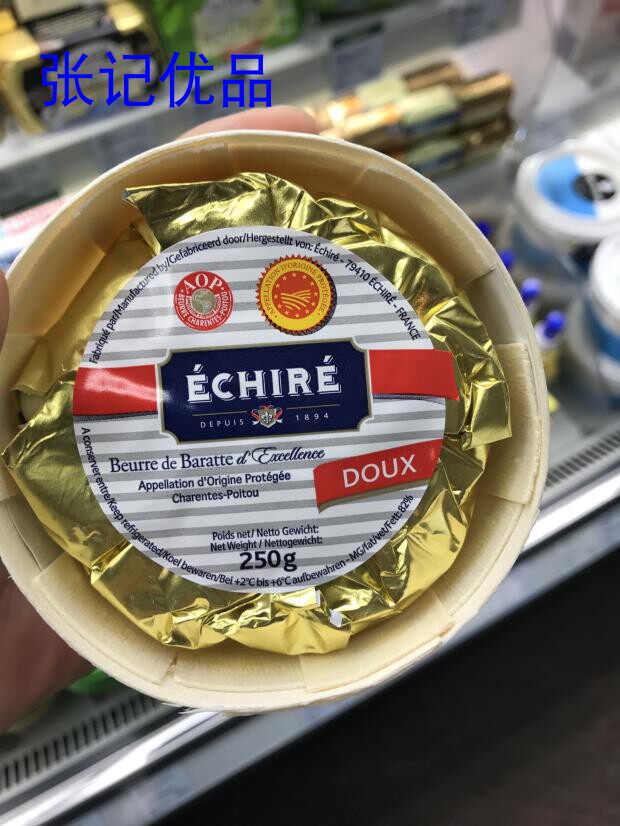 张记优品
Fabriqué par/Manufactured by/Gefabriceerd door/Hergestellt von: Échiré - 79410 ÉCHIRÉ - FRANCE
AOP
BEURRE CHARENTES-POITOU
APPELLATION D'ORIGINE PROTÉGÉE
ÉCHIRÉ
DEPUIS 1894
Beurre de Baratte d'Excellence
Appellation d'Origine Protégée
Charentes-Poitou
DOUX
Poids net/ Netto Gewicht:
Net Weight / Nettogewicht:
250g
A conserver entre/Keep refrigerated/Koel bewaren/Bei +2°C bis +6°C aufbewahren - MG/fat/vet/Fett: 82%